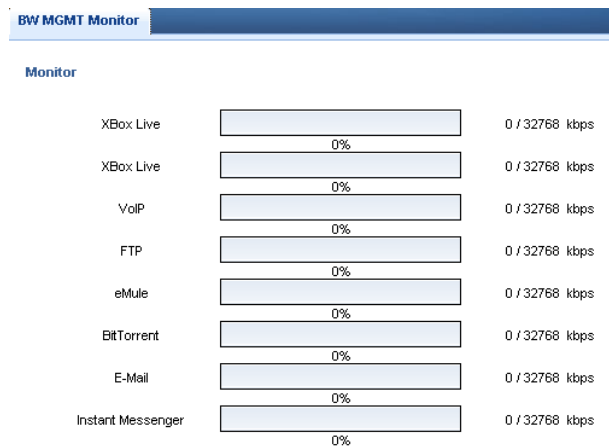 BW MGMT Monitor
Monitor
XBox Live 0 / 32768 kbps
0%
XBox Live 0 / 32768 kbps
0%
VoIP 0 / 32768 kbps
0%
FTP 0 / 32768 kbps
0%
eMule 0 / 32768 kbps
0%
BitTorrent 0 / 32768 kbps
0%
E-Mail 0 / 32768 kbps
0%
Instant Messenger 0 / 32768 kbps
0%